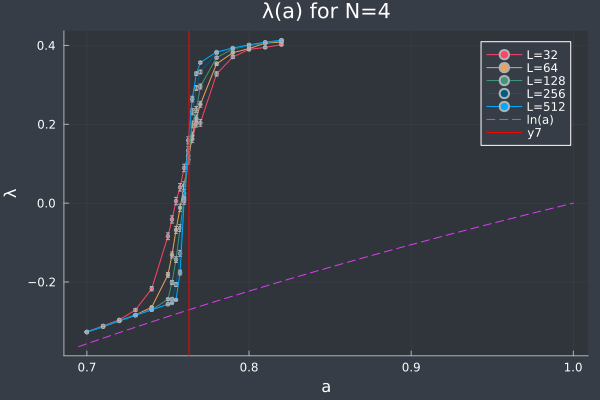 λ(a) for N=4
0.4
0.2
0.0
−0.2
λ
0.7
0.8
0.9
1.0
a
L=32
L=64
L=128
L=256
L=512
ln(a)
y7